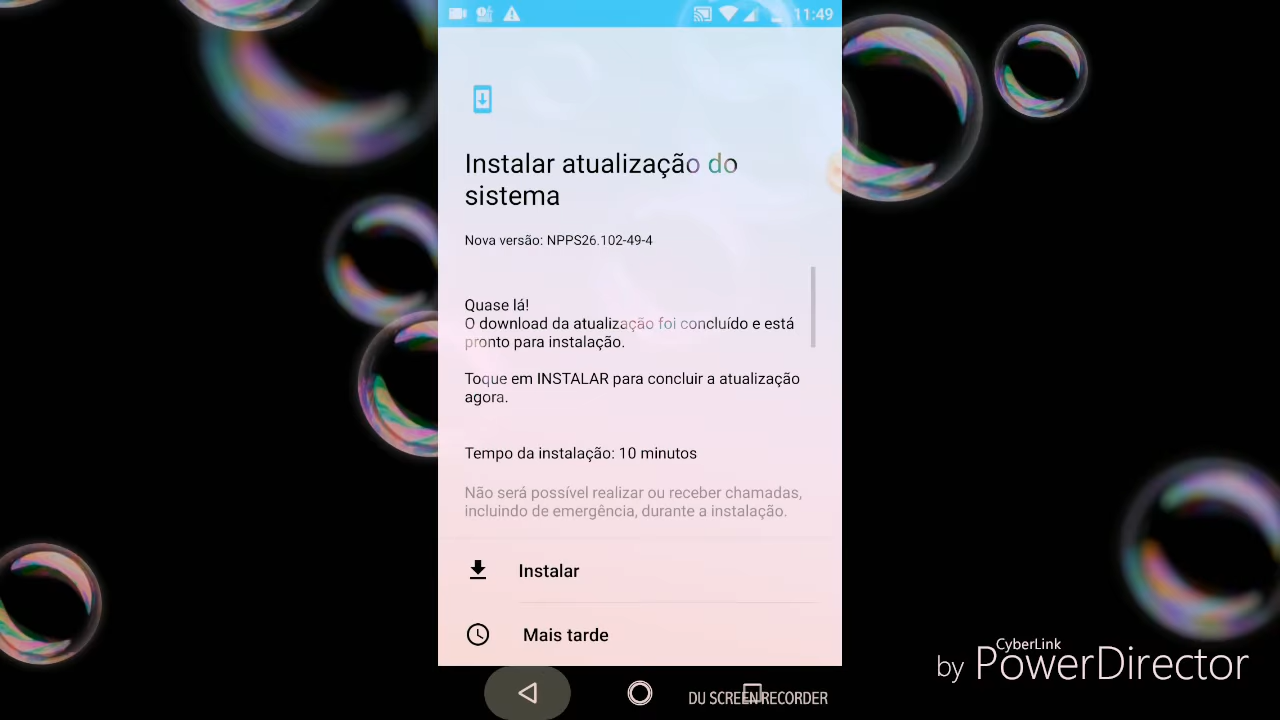 11:49
Instalar atualização do
sistema
Nova versão: NPPS26.102-49-4
Quase lá!
O download da atualização foi concluído e está
pronto para instalação.
Toque em INSTALAR para concluir a atualização
agora.
Tempo da instalação: 10 minutos
Não será possível realizar ou receber chamadas,
incluindo de emergência, durante a instalação.
Instalar
Mais tarde
DU SCREEN RECORDER
CyberLink
by PowerDirector